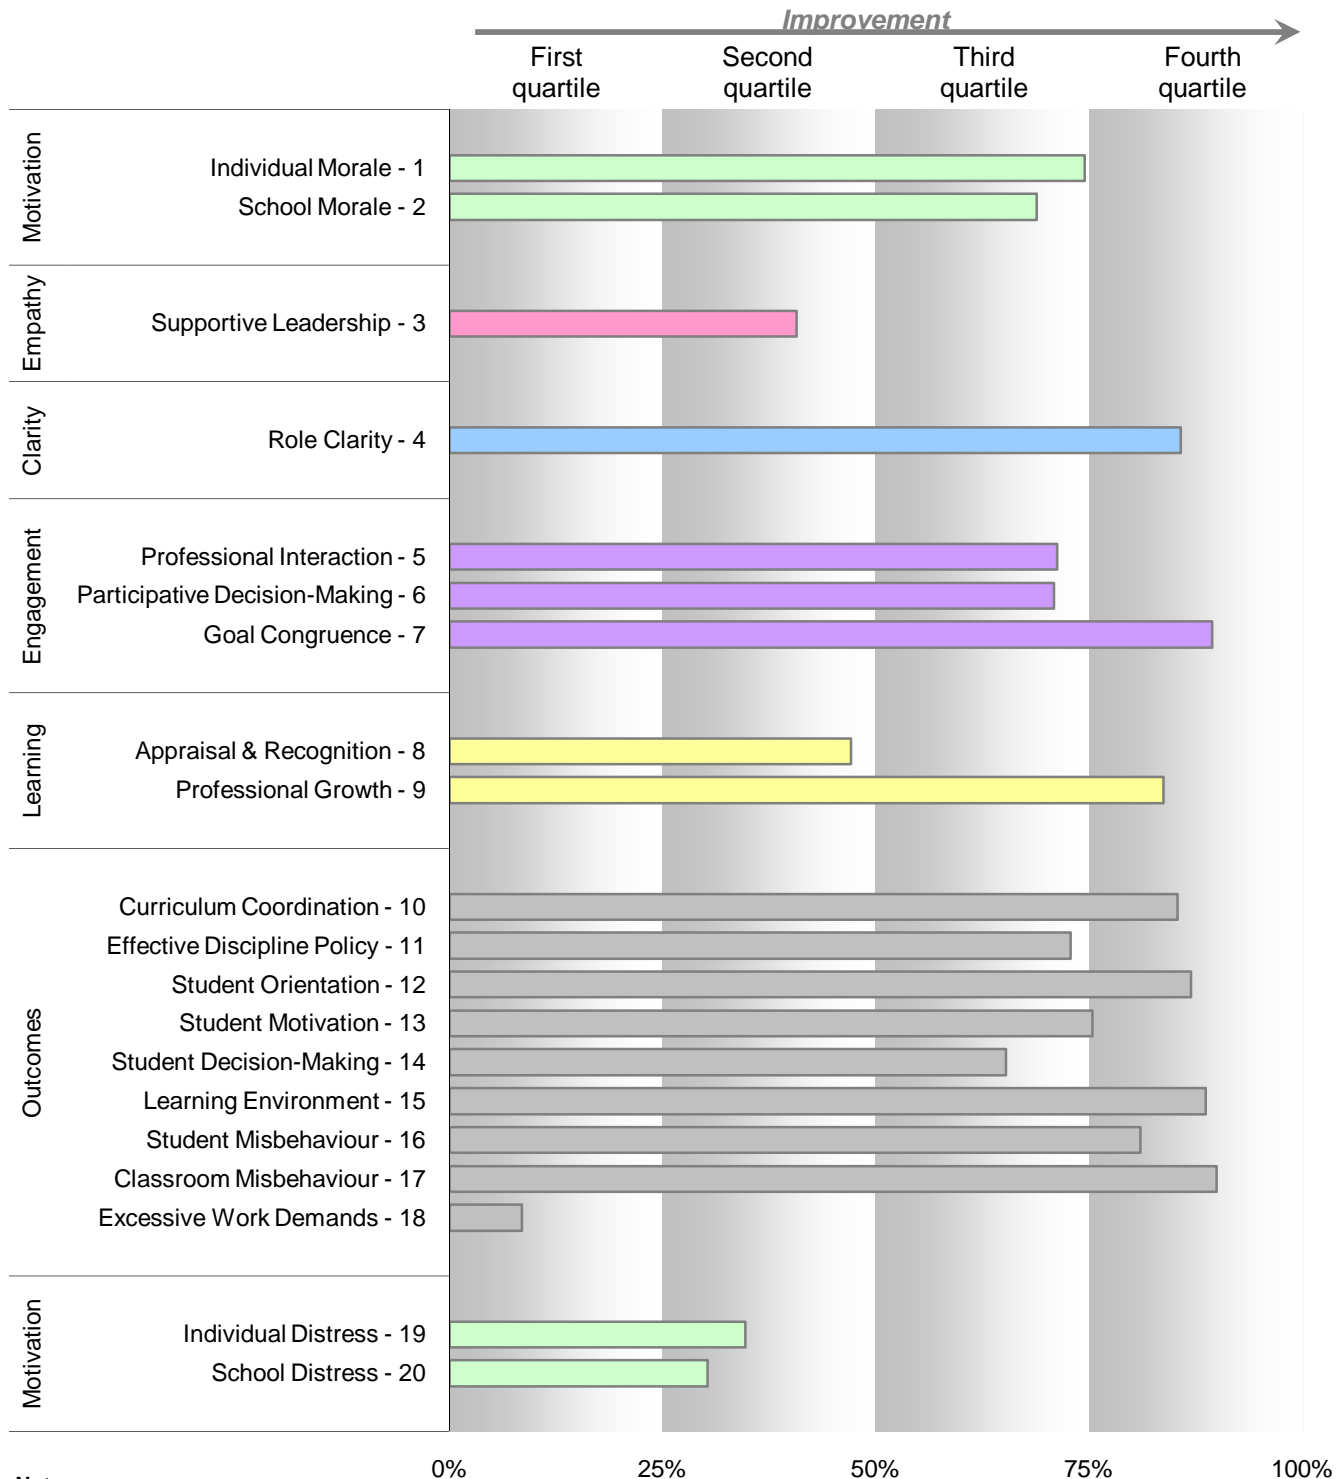 Improvement
First quartile
Second quartile
Third quartile
Fourth quartile
Motivation
Individual Morale - 1
School Morale - 2
Empathy
Supportive Leadership - 3
Clarity
Role Clarity - 4
Engagement
Professional Interaction - 5
Participative Decision-Making - 6
Goal Congruence - 7
Learning
Appraisal & Recognition - 8
Professional Growth - 9
Outcomes
Curriculum Coordination - 10
Effective Discipline Policy - 11
Student Orientation - 12
Student Motivation - 13
Student Decision-Making - 14
Learning Environment - 15
Student Misbehaviour - 16
Classroom Misbehaviour - 17
Excessive Work Demands - 18
Motivation
Individual Distress - 19
School Distress - 20
0% 25% 50% 75% 100%